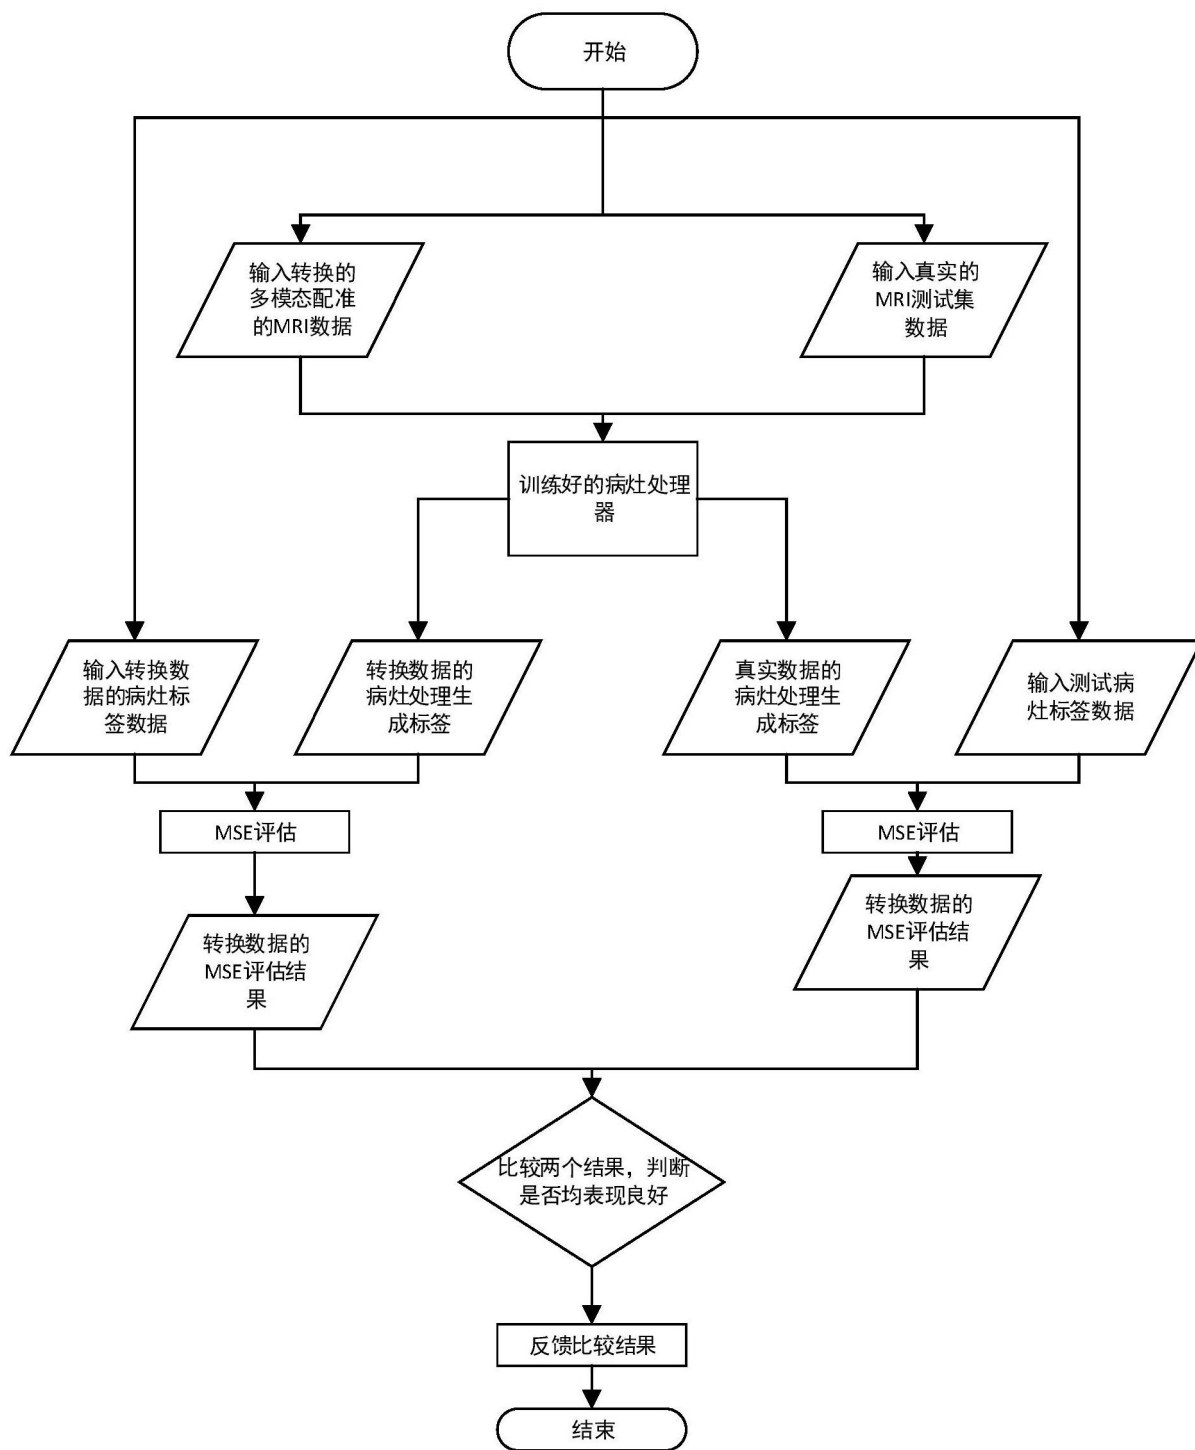 开始
输入转换的
多模态配准
的MRI数据
输入真实的
MRI测试集
数据
训练好的病灶处理
器
输入转换数
据的病灶标
签数据
转换数据的
病灶处理生
成标签
真实数据的
病灶处理生
成标签
输入测试病
灶标签数据
MSE评估
MSE评估
转换数据的
MSE评估结
果
转换数据的
MSE评估结
果
比较两个结果，判断
是否均表现良好
反馈比较结果
结束